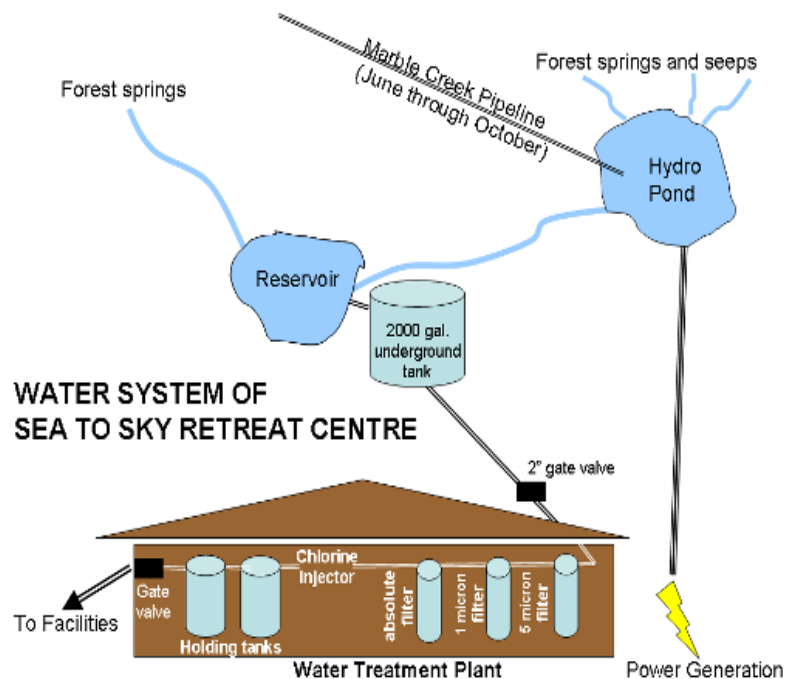 Forest springs
Marble Creek Pipeline
(June through October)
Forest springs and seeps
Hydro
Pond
Reservoir
2000 gal.
underground
tank
WATER SYSTEM OF
SEA TO SKY RETREAT CENTRE
2" gate valve
Chlorine
Injector
absolute
filter
1 micron
filter
5 micron
filter
Gate
valve
Holding tanks
To Facilities
Water Treatment Plant
Power Generation